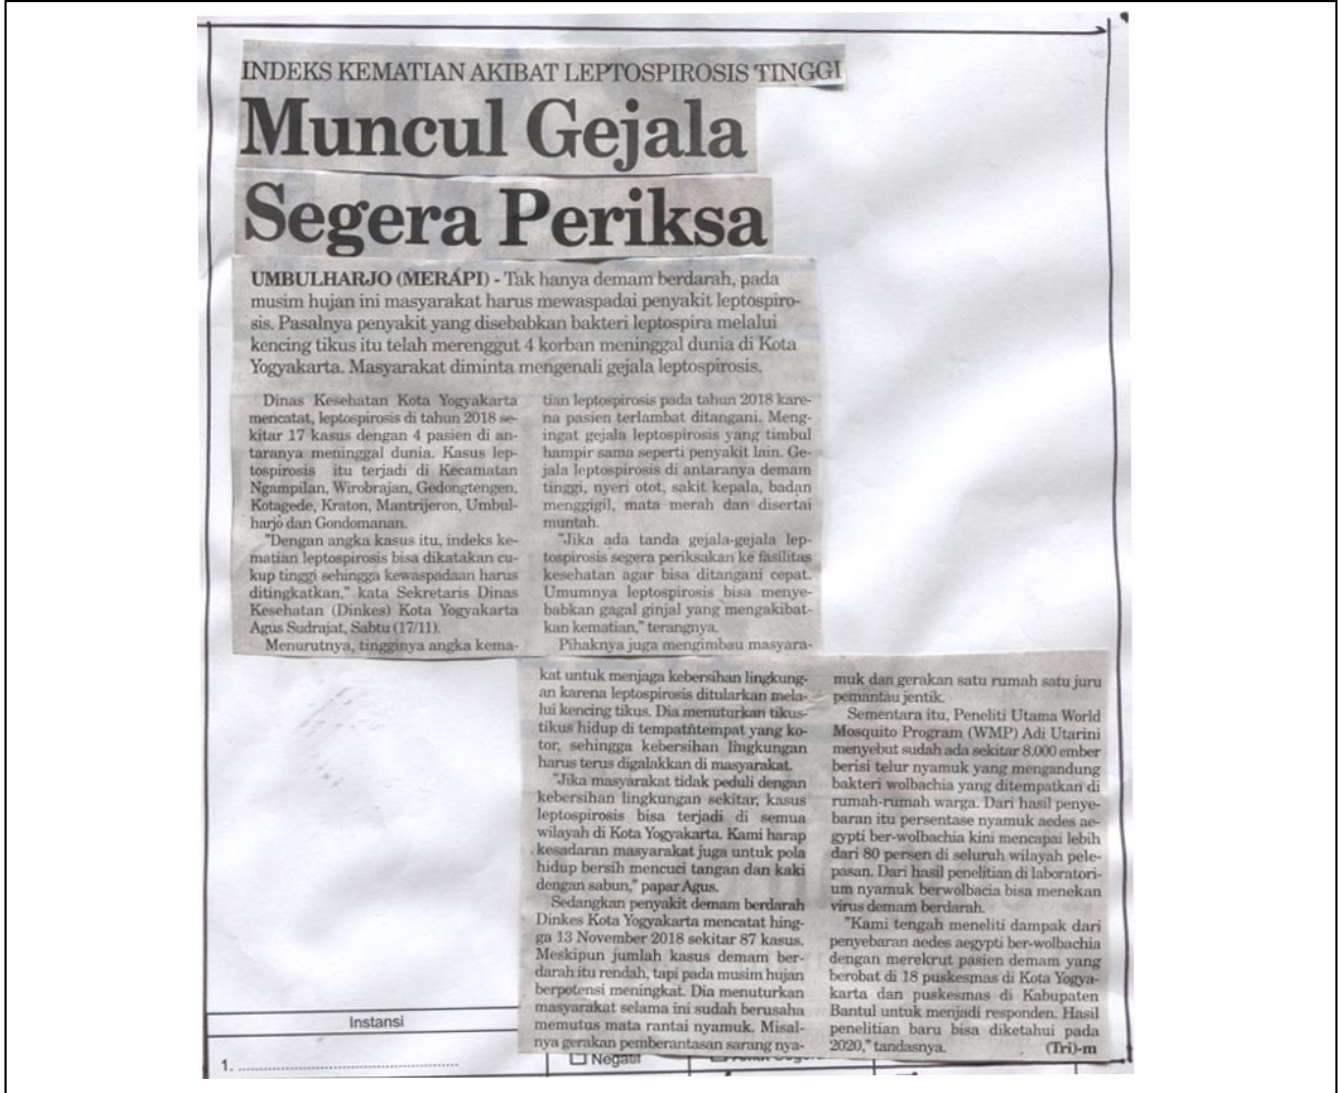 INDEKS KEMATIAN AKIBAT LEPTOSPIROSIS TINGGI
Muncul Gejala
Segera Periksa
UMBULHARJO (MERAPI) - Tak hanya demam berdarah, pada
musim hujan ini masyarakat harus mewaspadai penyakit leptospiro-
sis. Pasalnya penyakit yang disebabkan bakteri leptospira melalui
kencing tikus itu telah merenggut 4 korban meninggal dunia di Kota
Yogyakarta. Masyarakat diminta mengenali gejala leptospirosis.
Dinas Kesehatan Kota Yogyakarta
mencatat, leptospirosis di tahun 2018 se-
kitar 17 kasus dengan 4 pasien di an-
taranya meninggal dunia. Kasus lep-
tospirosis itu terjadi di Kecamatan
Ngampilan, Wirobrajan, Gedongtengen,
Kotagede, Kraton, Mantrijeron, Umbul-
harjo dan Gondomanan.
"Dengan angka kasus itu, indeks ke-
matian leptospirosis bisa dikatakan cu-
kup tinggi sehingga kewaspadaan harus
ditingkatkan," kata Sekretaris Dinas
Kesehatan (Dinkes) Kota Yogyakarta
Agus Sudrajat, Sabtu (17/11).
Menurutnya, tingginya angka kema-
tian leptospirosis pada tahun 2018 kare-
na pasien terlambat ditangani. Meng-
ingat gejala leptospirosis yang timbul
hampir sama seperti penyakit lain. Ge-
jala leptospirosis di antaranya demam
tinggi, nyeri otot, sakit kepala, badan
menggigil, mata merah dan disertai
muntah.
"Jika ada tanda gejala-gejala lep-
tospirosis segera periksakan ke fasilitas
kesehatan agar bisa ditangani cepat.
Umumnya leptospirosis bisa menye-
babkan gagal ginjal yang mengakibat-
kan kematian," terangnya.
Pihaknya juga mengimbau masyara-
kat untuk menjaga kebersihan lingkung-
an karena leptospirosis ditularkan mela-
lui kencing tikus. Dia menuturkan tikus-
tikus hidup di tempatñtempat yang ko-
tor, sehingga kebersihan lingkungan
harus terus digalakkan di masyarakat.
"Jika masyarakat tidak peduli dengan
kebersihan lingkungan sekitar, kasus
leptospirosis bisa terjadi di semua
wilayah di Kota Yogyakarta. Kami harap
kesadaran masyarakat juga untuk pola
hidup bersih mencuci tangan dan kaki
dengan sabun," papar Agus.
Sedangkan penyakit demam berdarah
Dinkes Kota Yogyakarta mencatat hing-
ga 13 November 2018 sekitar 87 kasus.
Meskipun jumlah kasus demam ber-
darah itu rendah, tapi pada musim hujan
berpotensi meningkat. Dia menuturkan
masyarakat selama ini sudah berusaha
memutus mata rantai nyamuk. Misal-
nya gerakan pemberantasan sarang nya-
muk dan gerakan satu rumah satu juru
pemantau jentik.
Sementara itu, Peneliti Utama World
Mosquito Program (WMP) Adi Utarini
menyebut sudah ada sekitar 8.000 ember
berisi telur nyamuk yang mengandung
bakteri wolbachia yang ditempatkan di
rumah-rumah warga. Dari hasil penye-
baran itu persentase nyamuk aedes ae-
gypti ber-wolbachia kini mencapai lebih
dari 80 persen di seluruh wilayah pele-
pasan. Dari hasil penelitian di laboratori-
um nyamuk berwolbacia bisa menekan
virus demam berdarah.
"Kami tengah meneliti dampak dari
penyebaran aedes aegypti ber-wolbachia
dengan merekrut pasien demam yang
berobat di 18 puskesmas di Kota Yogya-
karta dan puskesmas di Kabupaten
Bantul untuk menjadi responden. Hasil
penelitian baru bisa diketahui pada
2020," tandasnya. (Tri)-m
Instansi
1. ........................................
Negatif